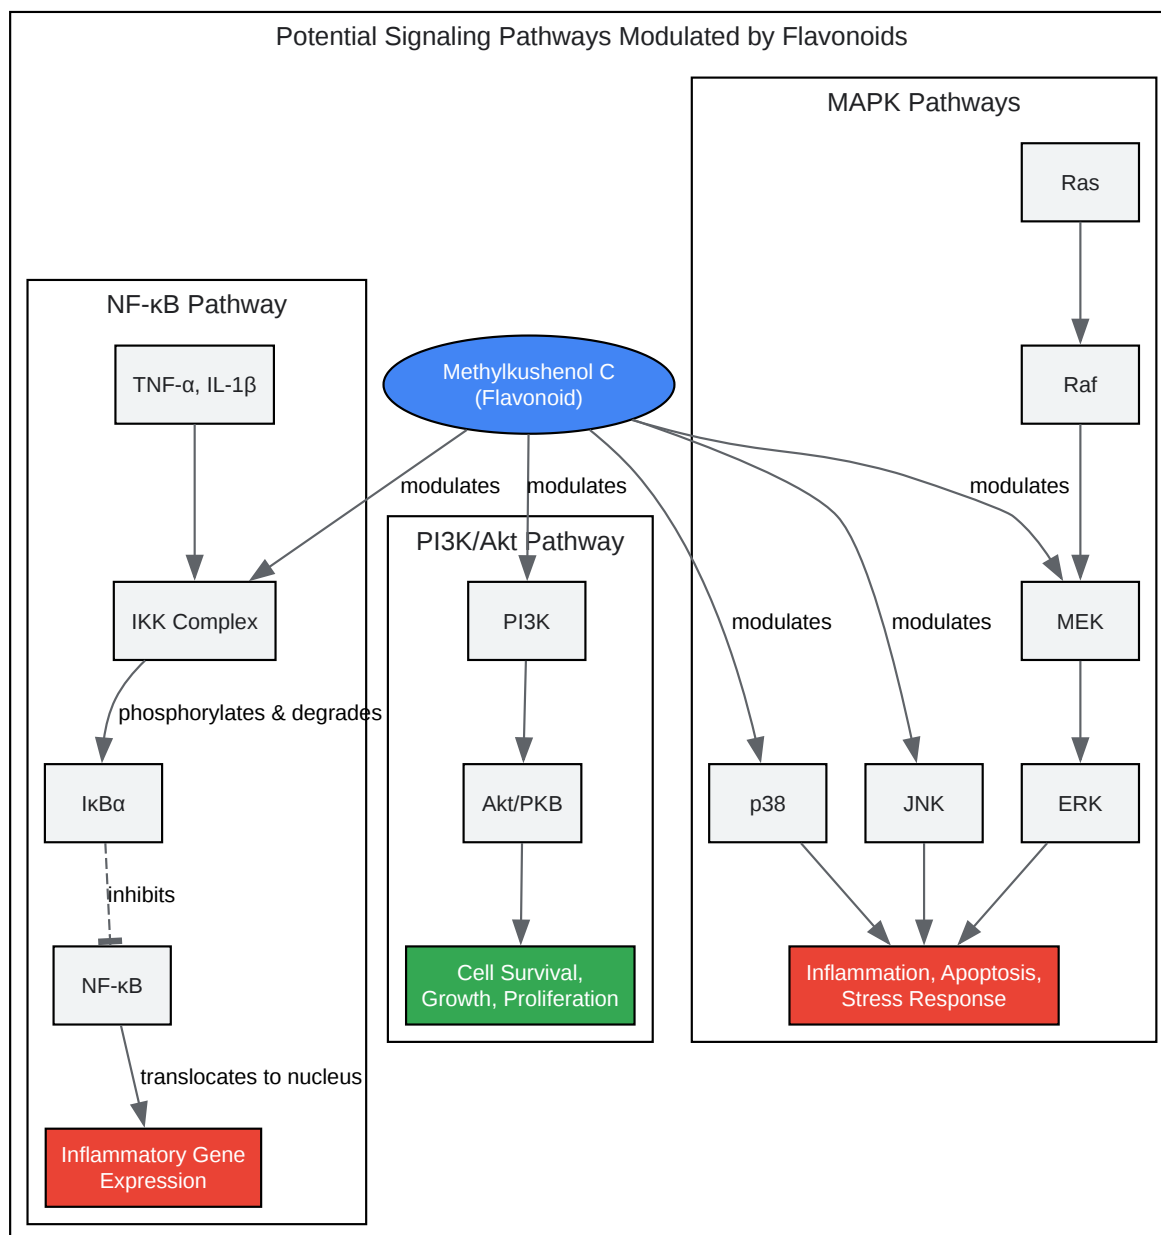 Potential Signaling Pathways Modulated by Flavonoids
MAPK Pathways
Ras
NF-κB Pathway
TNF-α, IL-1β
Methylkushenol C
(Flavonoid)
Raf
modulates
modulates
modulates
PI3K/Akt Pathway
IKK Complex
PI3K
modulates
modulates
MEK
phosphorylates & degrades
IκBα
Akt/PKB
p38
JNK
ERK
inhibits
NF-κB
Cell Survival,
Growth, Proliferation
Inflammation, Apoptosis,
Stress Response
translocates to nucleus
Inflammatory Gene
Expression